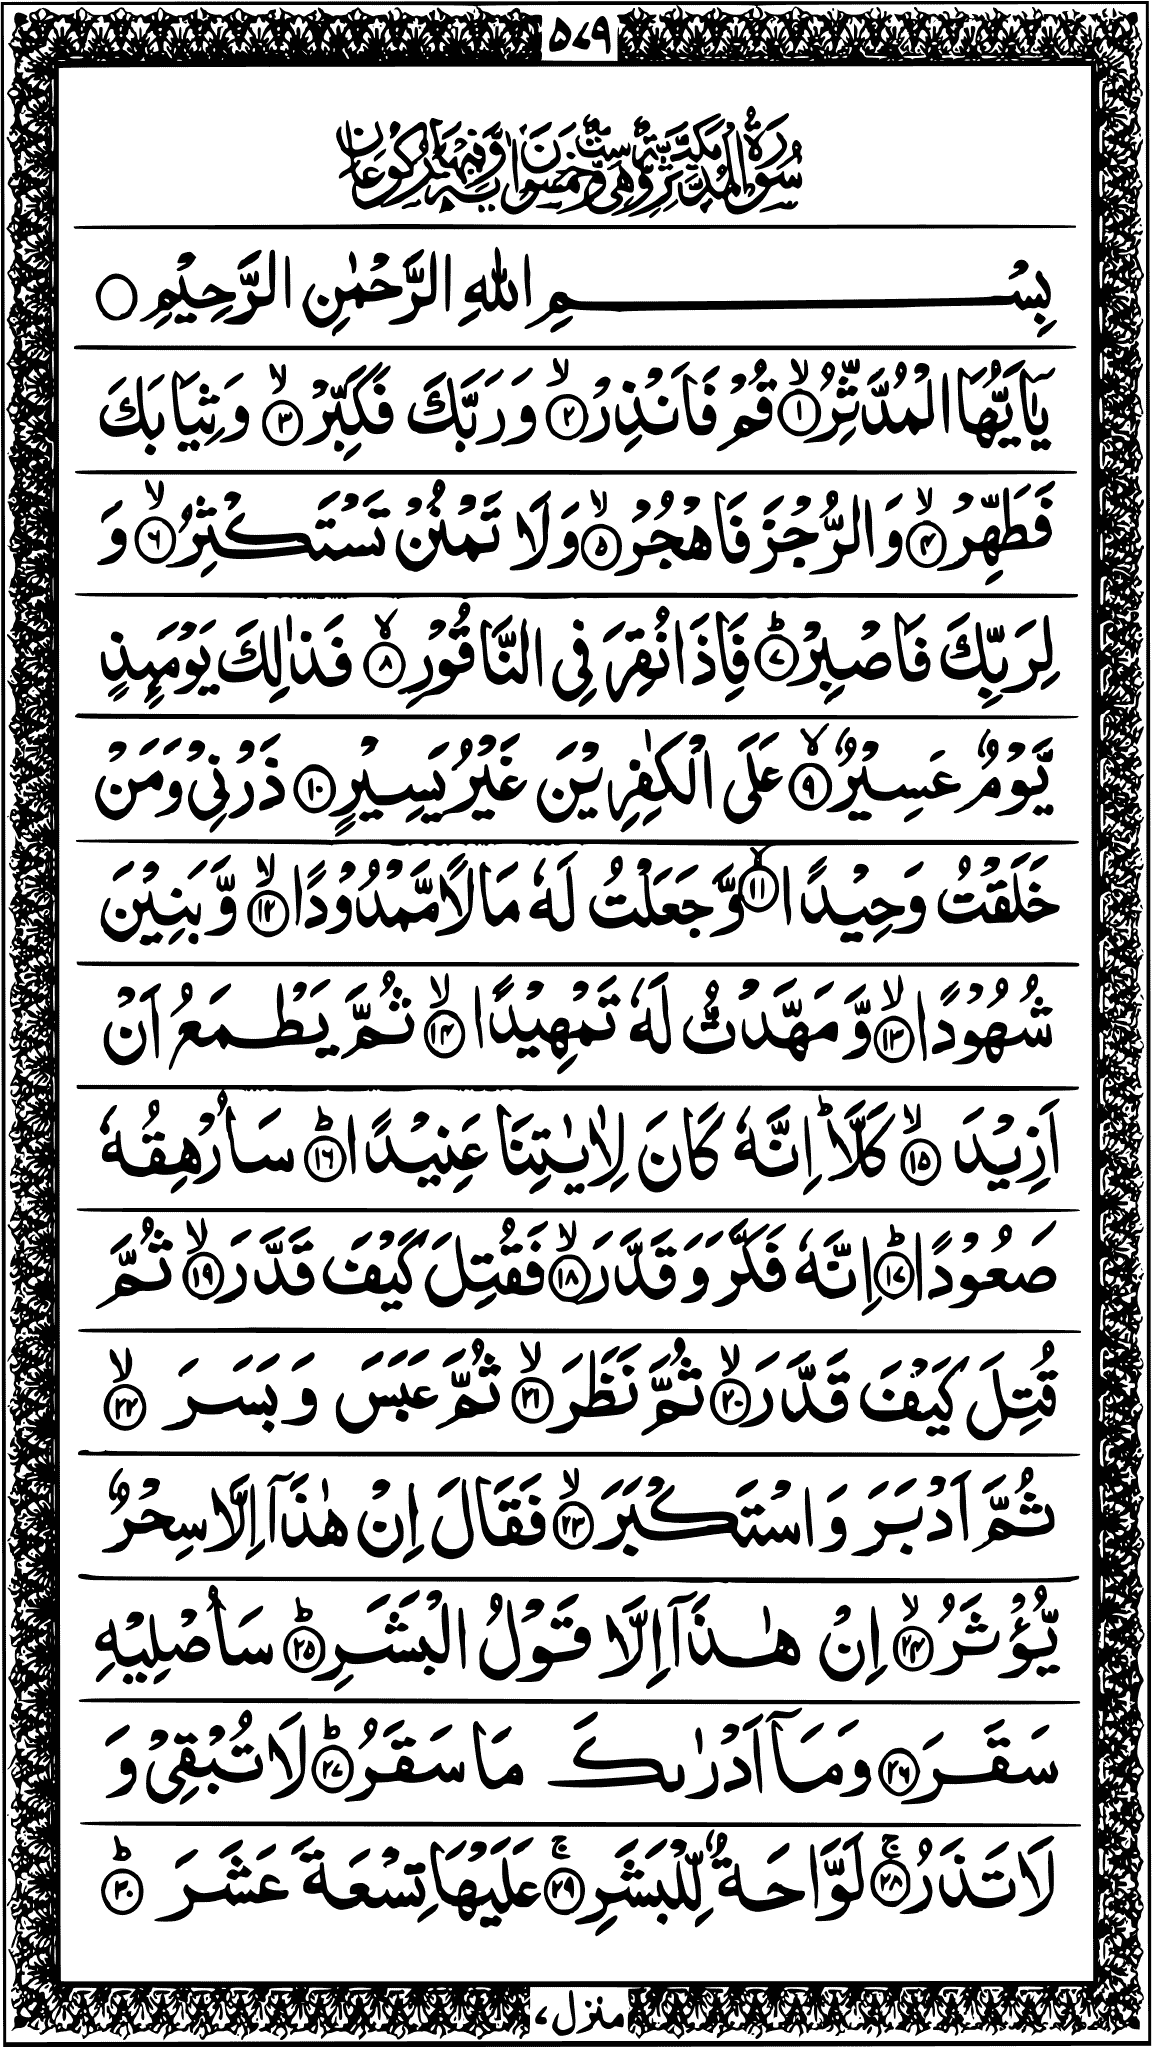 ۵۷۹
سُوْرَةُ الْمُدَّثِّرِ مَكِّيَّةٌ وَّهِيَ سِتٌّ وَّخَمْسُوْنَ اٰيَةً وَّفِيْهَا رُكُوْعَانِ
بِسْمِ اللهِ الرَّحْمٰنِ الرَّحِيْمِ
يٰۤاَيُّهَا الْمُدَّثِّرُۙ۱ قُمْ فَاَنْذِرْۙ۲ وَرَبَّكَ فَكَبِّرْۙ۳ وَثِيَابَكَ
فَطَهِّرْۙ۴ وَالرُّجْزَ فَاهْجُرْۙ۵ وَلَا تَمْنُنْ تَسْتَكْثِرُۙ۶ وَ
لِرَبِّكَ فَاصْبِرْؕ۷ فَاِذَا نُقِرَ فِي النَّاقُوْرِۙ۸ فَذٰلِكَ يَوْمَىِٕذٍ
يَّوْمٌ عَسِيْرٌۙ۹ عَلَى الْكٰفِرِيْنَ غَيْرُ يَسِيْرٍ۱۰ ذَرْنِيْ وَمَنْ
خَلَقْتُ وَحِيْدًاۙ۱۱ وَّجَعَلْتُ لَهٗ مَالًا مَّمْدُوْدًاۙ۱۲ وَّبَنِيْنَ
شُهُوْدًاۙ۱۳ وَّمَهَّدْتُّ لَهٗ تَمْهِيْدًاۙ۱۴ ثُمَّ يَطْمَعُ اَنْ
اَزِيْدَۙ۱۵ كَلَّاؕ اِنَّهٗ كَانَ لِاٰيٰتِنَا عَنِيْدًاؕ۱۶ سَاُرْهِقُهٗ
صَعُوْدًاؕ۱۷ اِنَّهٗ فَكَّرَ وَقَدَّرَۙ۱۸ فَقُتِلَ كَيْفَ قَدَّرَۙ۱۹ ثُمَّ
قُتِلَ كَيْفَ قَدَّرَۙ۲۰ ثُمَّ نَظَرَۙ۲۱ ثُمَّ عَبَسَ وَبَسَرَۙ۲۲
ثُمَّ اَدْبَرَ وَاسْتَكْبَرَۙ۲۳ فَقَالَ اِنْ هٰذَاۤ اِلَّا سِحْرٌ
يُّؤْثَرُۙ۲۴ اِنْ هٰذَاۤ اِلَّا قَوْلُ الْبَشَرِؕ۲۵ سَاُصْلِيْهِ
سَقَرَ۲۶ وَمَاۤ اَدْرٰىكَ مَا سَقَرُؕ۲۷ لَا تُبْقِيْ وَ
لَا تَذَرُۚ۲۸ لَوَّاحَةٌ لِّلْبَشَرِۚ۲۹ عَلَيْهَا تِسْعَةَ عَشَرَؕ۳۰
منزل ۷